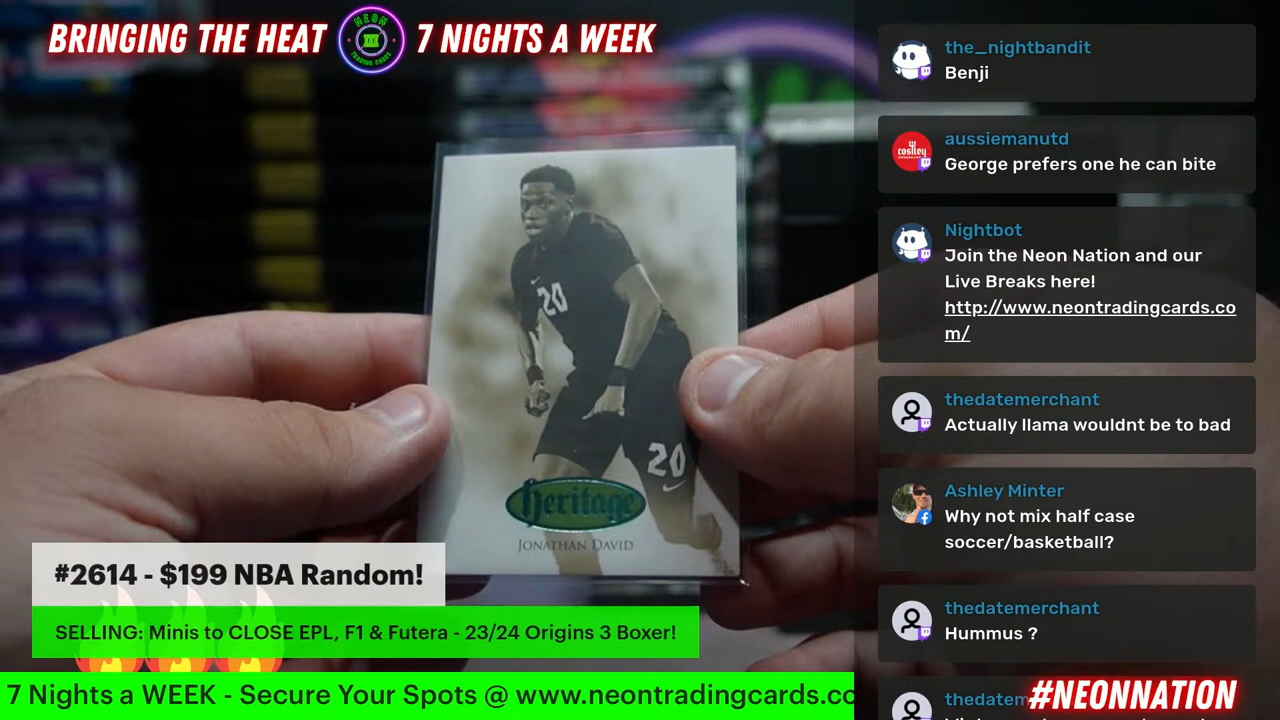 BRINGING THE HEAT
NEON
TRADING CARDS
7 NIGHTS A WEEK
20
20
Heritage
JONATHAN DAVID
#2614 - $199 NBA Random!
SELLING: Minis to CLOSE EPL, F1 & Futera - 23/24 Origins 3 Boxer!
7 Nights a WEEK - Secure Your Spots @ www.neontradingcards.co
the_nightbandit
Benji
aussiemanutd
George prefers one he can bite
Nightbot
Join the Neon Nation and our
Live Breaks here!
http://www.neontradingcards.co
m/
thedatemerchant
Actually llama wouldnt be to bad
Ashley Minter
Why not mix half case
soccer/basketball?
thedatemerchant
Hummus ?
thedatem
#NEONNATION